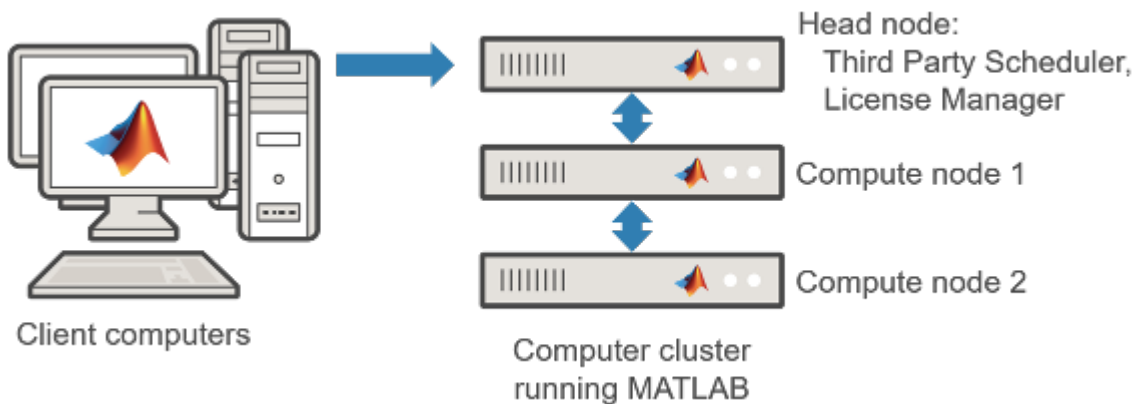 Head node:
Third Party Scheduler,
License Manager
Compute node 1
Compute node 2
Client computers
Computer cluster
running MATLAB